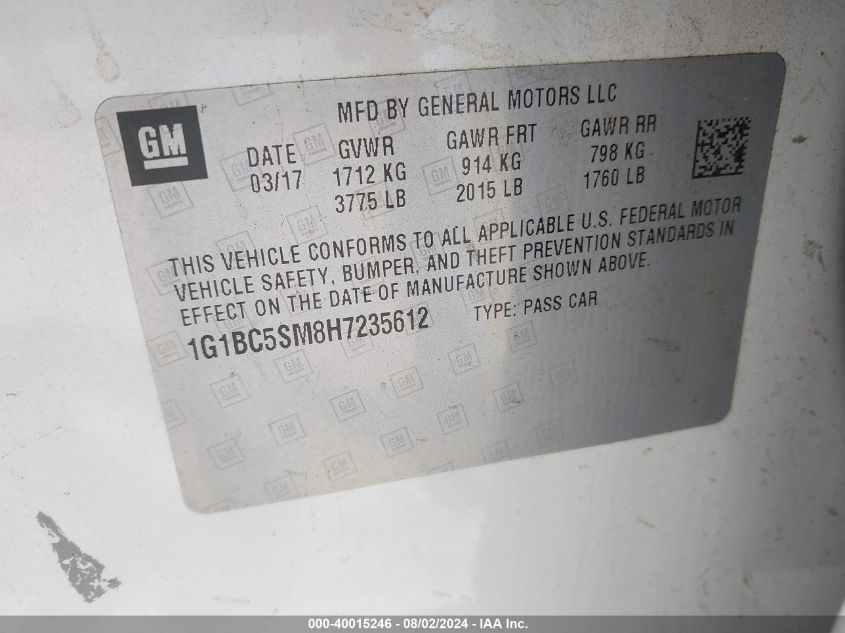 GM
MFD BY GENERAL MOTORS LLC
DATE GVWR GAWR FRT GAWR RR
03/17 1712 KG 914 KG 798 KG
3775 LB 2015 LB 1760 LB
THIS VEHICLE CONFORMS TO ALL APPLICABLE U.S. FEDERAL MOTOR
VEHICLE SAFETY, BUMPER, AND THEFT PREVENTION STANDARDS IN
EFFECT ON THE DATE OF MANUFACTURE SHOWN ABOVE.
1G1BC5SM8H7235612 TYPE: PASS CAR
000-40015246 - 08/02/2024 - IAA Inc.